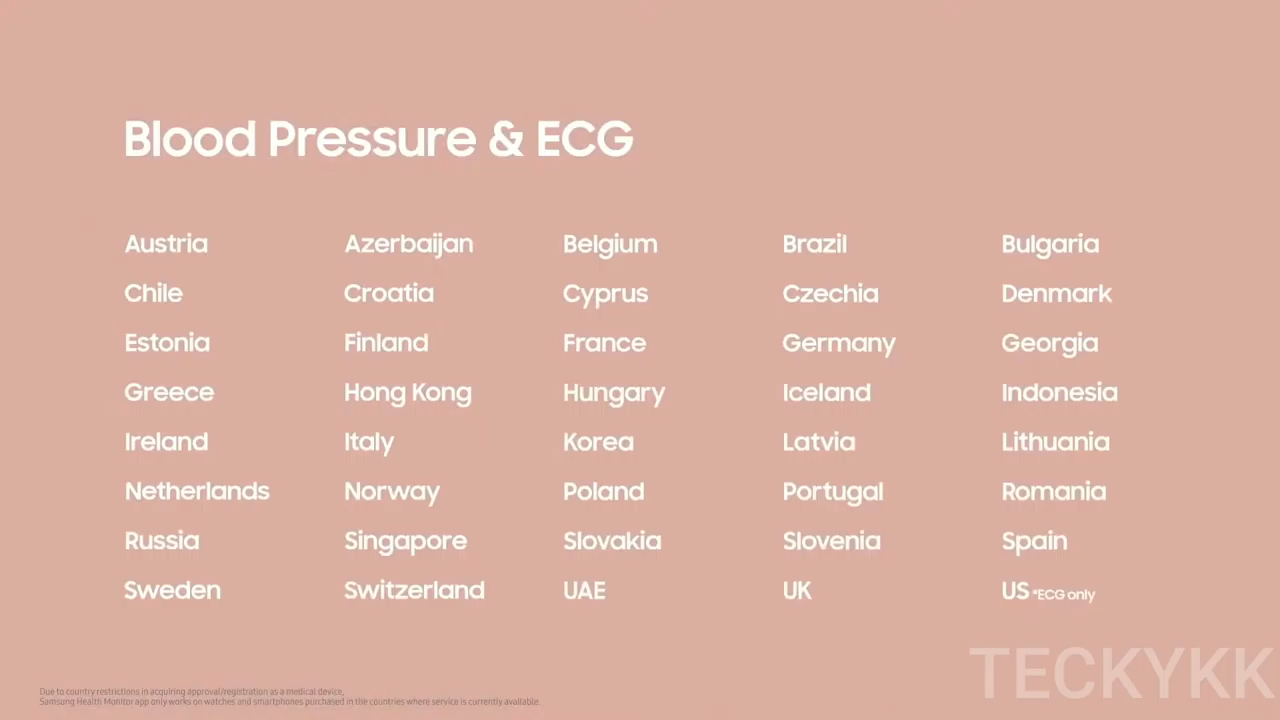 Blood Pressure & ECG
Austria Azerbaijan Belgium Brazil Bulgaria
Chile Croatia Cyprus Czechia Denmark
Estonia Finland France Germany Georgia
Greece Hong Kong Hungary Iceland Indonesia
Ireland Italy Korea Latvia Lithuania
Netherlands Norway Poland Portugal Romania
Russia Singapore Slovakia Slovenia Spain
Sweden Switzerland UAE UK US *ECG only
TECKYKK
Due to country restrictions in acquiring approval/registration as a medical device,
Samsung Health Monitor app only works on watches and smartphones purchased in the countries where service is currently available.